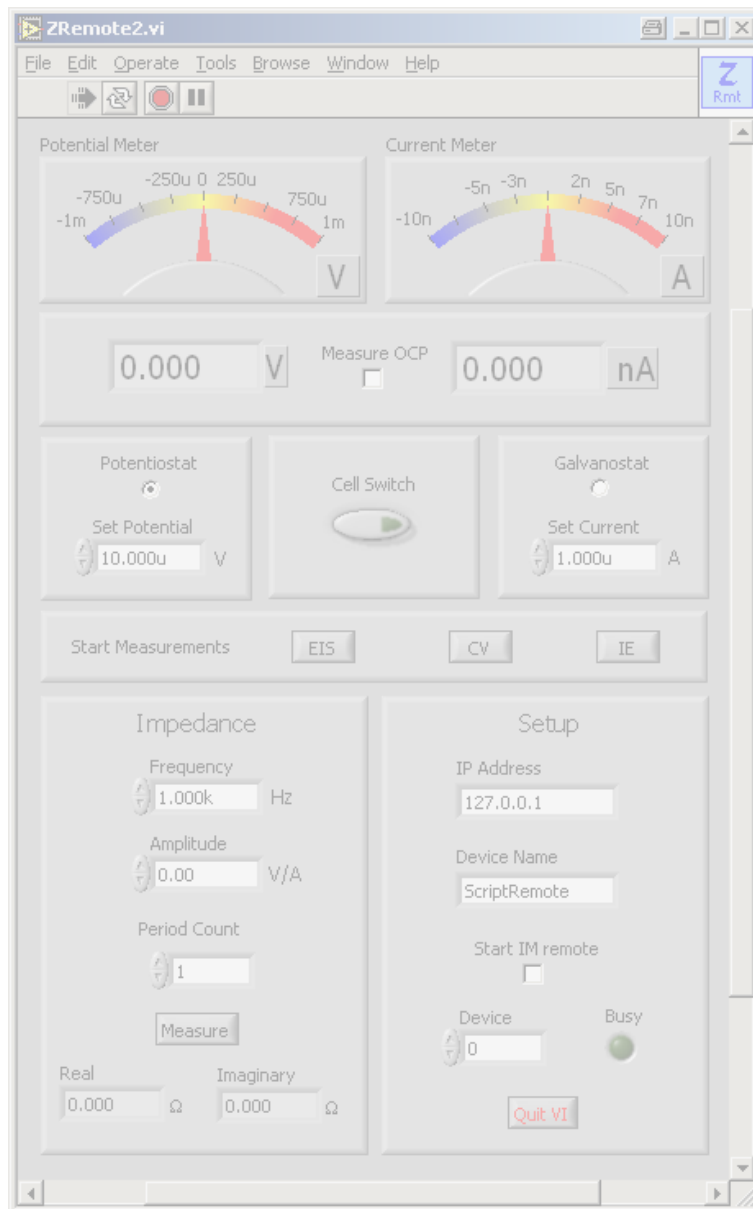 ZRemote2.vi
File Edit Operate Tools Browse Window Help
Z
Rmt
Potential Meter
-1m -750u -250u 0 250u 750u 1m
V
Current Meter
-10n -5n -3n 2n 5n 7n 10n
A
0.000 V
Measure OCP
0.000 nA
Potentiostat
Set Potential
10.000u V
Cell Switch
Galvanostat
Set Current
1.000u A
Start Measurements EIS CV IE
Impedance
Frequency
1.000k Hz
Amplitude
0.00 V/A
Period Count
1
Measure
Real Imaginary
0.000 Ω 0.000 Ω
Setup
IP Address
127.0.0.1
Device Name
ScriptRemote
Start IM remote
Device Busy
0
Quit VI